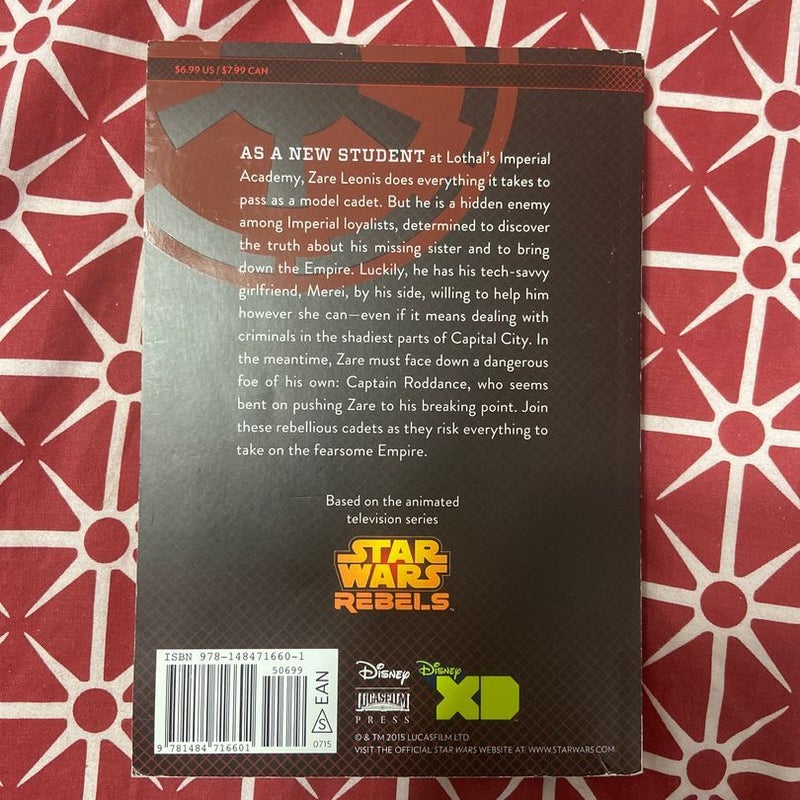 $6.99 US / $7.99 CAN
AS A NEW STUDENT at Lothal's Imperial
Academy, Zare Leonis does everything it takes to
pass as a model cadet. But he is a hidden enemy
among Imperial loyalists, determined to discover
the truth about his missing sister and to bring
down the Empire. Luckily, he has his tech-savvy
girlfriend, Merei, by his side, willing to help him
however she can—even if it means dealing with
criminals in the shadiest parts of Capital City. In
the meantime, Zare must face down a dangerous
foe of his own: Captain Roddance, who seems
bent on pushing Zare to his breaking point. Join
these rebellious cadets as they risk everything to
take on the fearsome Empire.
Based on the animated
television series
STAR
WARS
REBELS™
ISBN 978-148471660-1
50699
EAN
S
0715
9 781484 716601
Disney
LUCASFILM
PRESS
Disney
XD
© & TM 2015 LUCASFILM LTD
VISIT THE OFFICIAL STAR WARS WEBSITE AT: WWW.STARWARS.COM.